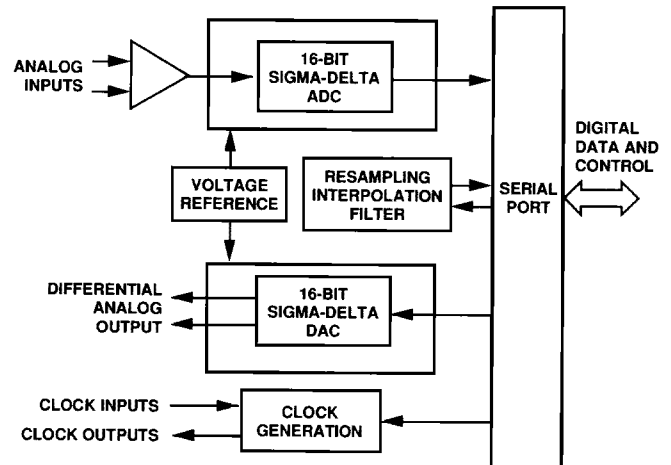 ANALOG
INPUTS
16-BIT
SIGMA-DELTA
ADC
VOLTAGE
REFERENCE
RESAMPLING
INTERPOLATION
FILTER
SERIAL
PORT
DIGITAL
DATA AND
CONTROL
DIFFERENTIAL
ANALOG
OUTPUT
16-BIT
SIGMA-DELTA
DAC
CLOCK INPUTS
CLOCK OUTPUTS
CLOCK
GENERATION